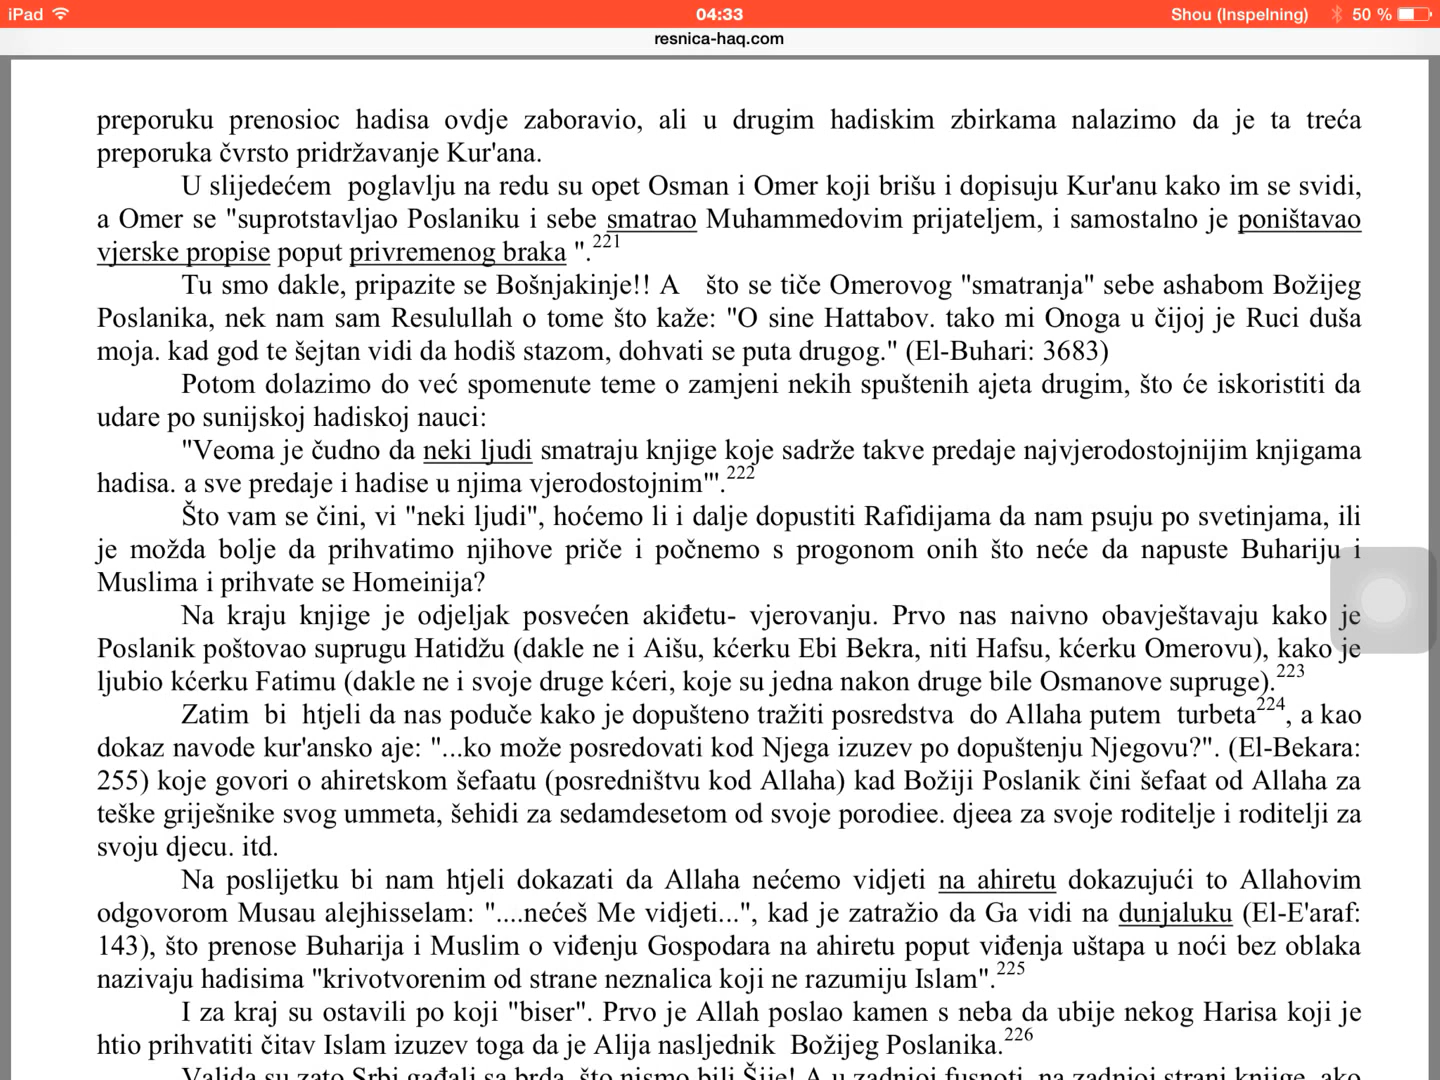 iPad
04:33
Shou (Inspelning)
50 %
resnica-haq.com
preporuku prenosioc hadisa ovdje zaboravio, ali u drugim hadiskim zbirkama nalazimo da je ta treća
preporuka čvrsto pridržavanje Kur'ana.
U slijedećem poglavlju na redu su opet Osman i Omer koji brišu i dopisuju Kur'anu kako im se svidi,
a Omer se "suprotstavljao Poslaniku i sebe smatrao Muhammedovim prijateljem, i samostalno je poništavao
vjerske propise poput privremenog braka ".221
Tu smo dakle, pripazite se Bošnjakinje!! A što se tiče Omerovog "smatranja" sebe ashabom Božijeg
Poslanika, nek nam sam Resulullah o tome što kaže: "O sine Hattabov. tako mi Onoga u čijoj je Ruci duša
moja. kad god te šejtan vidi da hodiš stazom, dohvati se puta drugog." (El-Buhari: 3683)
Potom dolazimo do već spomenute teme o zamjeni nekih spuštenih ajeta drugim, što će iskoristiti da
udare po sunijskoj hadiskoj nauci:
"Veoma je čudno da neki ljudi smatraju knjige koje sadrže takve predaje najvjerodostojnijim knjigama
hadisa. a sve predaje i hadise u njima vjerodostojnim"'.222
Što vam se čini, vi "neki ljudi", hoćemo li i dalje dopustiti Rafidijama da nam psuju po svetinjama, ili
je možda bolje da prihvatimo njihove priče i počnemo s progonom onih što neće da napuste Buhariju i
Muslima i prihvate se Homeinija?
Na kraju knjige je odjeljak posvećen akiđetu- vjerovanju. Prvo nas naivno obavještavaju kako je
Poslanik poštovao suprugu Hatidžu (dakle ne i Aišu, kćerku Ebi Bekra, niti Hafsu, kćerku Omerovu), kako je
ljubio kćerku Fatimu (dakle ne i svoje druge kćeri, koje su jedna nakon druge bile Osmanove supruge).223
Zatim bi htjeli da nas poduče kako je dopušteno tražiti posredstva do Allaha putem turbeta224, a kao
dokaz navode kur'ansko aje: "...ko može posredovati kod Njega izuzev po dopuštenju Njegovu?". (El-Bekara:
255) koje govori o ahiretskom šefaatu (posredništvu kod Allaha) kad Božiji Poslanik čini šefaat od Allaha za
teške griješnike svog ummeta, šehidi za sedamdesetom od svoje porodiee. djeea za svoje roditelje i roditelji za
svoju djecu. itd.
Na poslijetku bi nam htjeli dokazati da Allaha nećemo vidjeti na ahiretu dokazujući to Allahovim
odgovorom Musau alejhisselam: "....nećeš Me vidjeti...", kad je zatražio da Ga vidi na dunjaluku (El-E'araf:
143), što prenose Buharija i Muslim o viđenju Gospodara na ahiretu poput viđenja uštapa u noći bez oblaka
nazivaju hadisima "krivotvorenim od strane neznalica koji ne razumiju Islam".225
I za kraj su ostavili po koji "biser". Prvo je Allah poslao kamen s neba da ubije nekog Harisa koji je
htio prihvatiti čitav Islam izuzev toga da je Alija nasljednik Božijeg Poslanika.226
Valjda su zato Srbi gađali sa brda, što nismo bili Šije! A u zadnjoj fusnoti, na zadnjoj strani knjige, ako